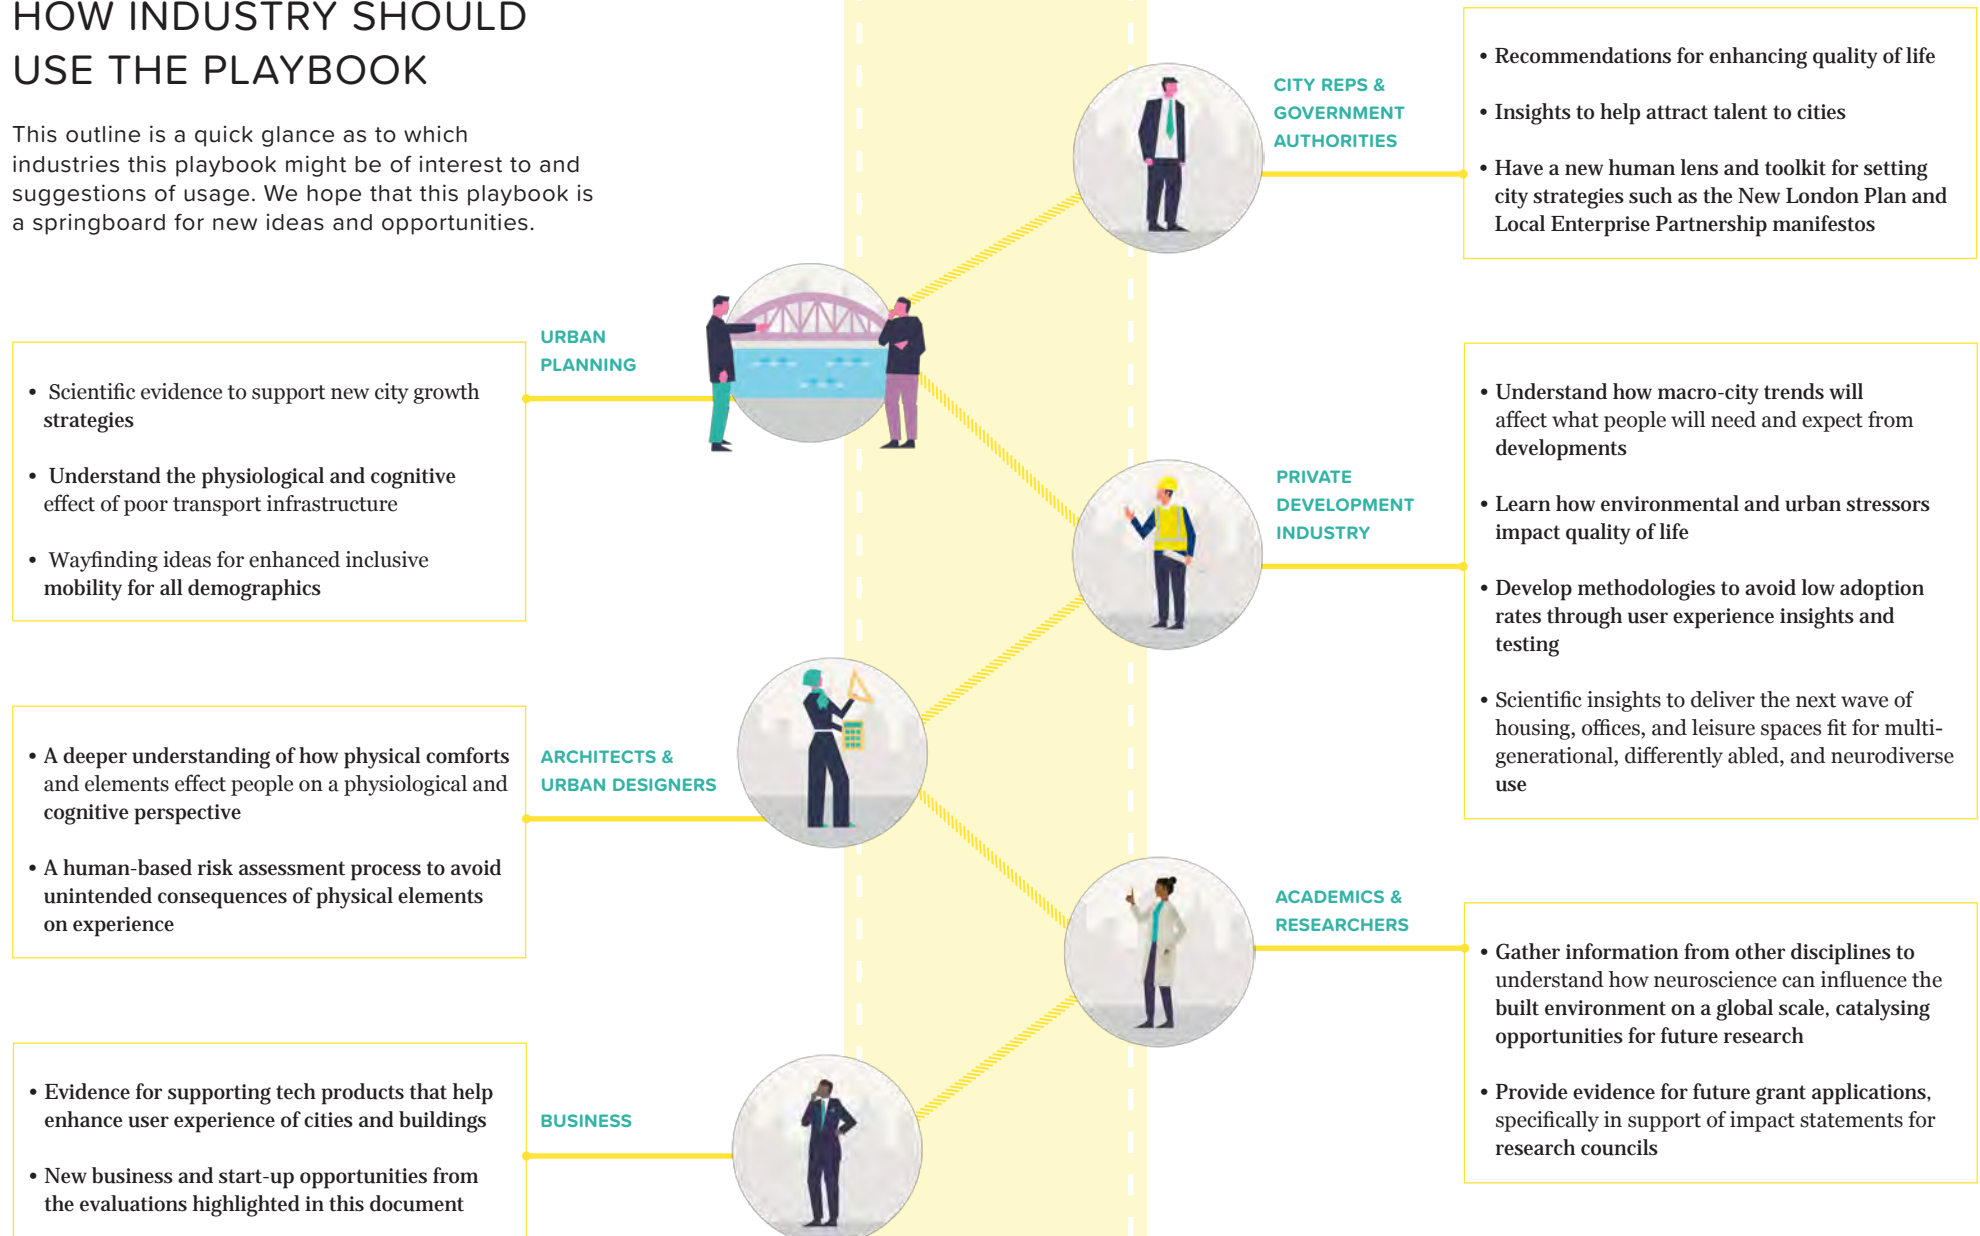 HOW INDUSTRY SHOULD
USE THE PLAYBOOK
This outline is a quick glance as to which
industries this playbook might be of interest to and
suggestions of usage. We hope that this playbook is
a springboard for new ideas and opportunities.
CITY REPS &
GOVERNMENT
AUTHORITIES
• Recommendations for enhancing quality of life
• Insights to help attract talent to cities
• Have a new human lens and toolkit for setting
city strategies such as the New London Plan and
Local Enterprise Partnership manifestos
URBAN
PLANNING
• Scientific evidence to support new city growth
strategies
• Understand the physiological and cognitive
effect of poor transport infrastructure
• Wayfinding ideas for enhanced inclusive
mobility for all demographics
PRIVATE
DEVELOPMENT
INDUSTRY
• Understand how macro-city trends will
affect what people will need and expect from
developments
• Learn how environmental and urban stressors
impact quality of life
• Develop methodologies to avoid low adoption
rates through user experience insights and
testing
• Scientific insights to deliver the next wave of
housing, offices, and leisure spaces fit for multi-
generational, differently abled, and neurodiverse
use
ARCHITECTS &
URBAN DESIGNERS
• A deeper understanding of how physical comforts
and elements effect people on a physiological and
cognitive perspective
• A human-based risk assessment process to avoid
unintended consequences of physical elements
on experience
ACADEMICS &
RESEARCHERS
• Gather information from other disciplines to
understand how neuroscience can influence the
built environment on a global scale, catalysing
opportunities for future research
• Provide evidence for future grant applications,
specifically in support of impact statements for
research councils
BUSINESS
• Evidence for supporting tech products that help
enhance user experience of cities and buildings
• New business and start-up opportunities from
the evaluations highlighted in this document